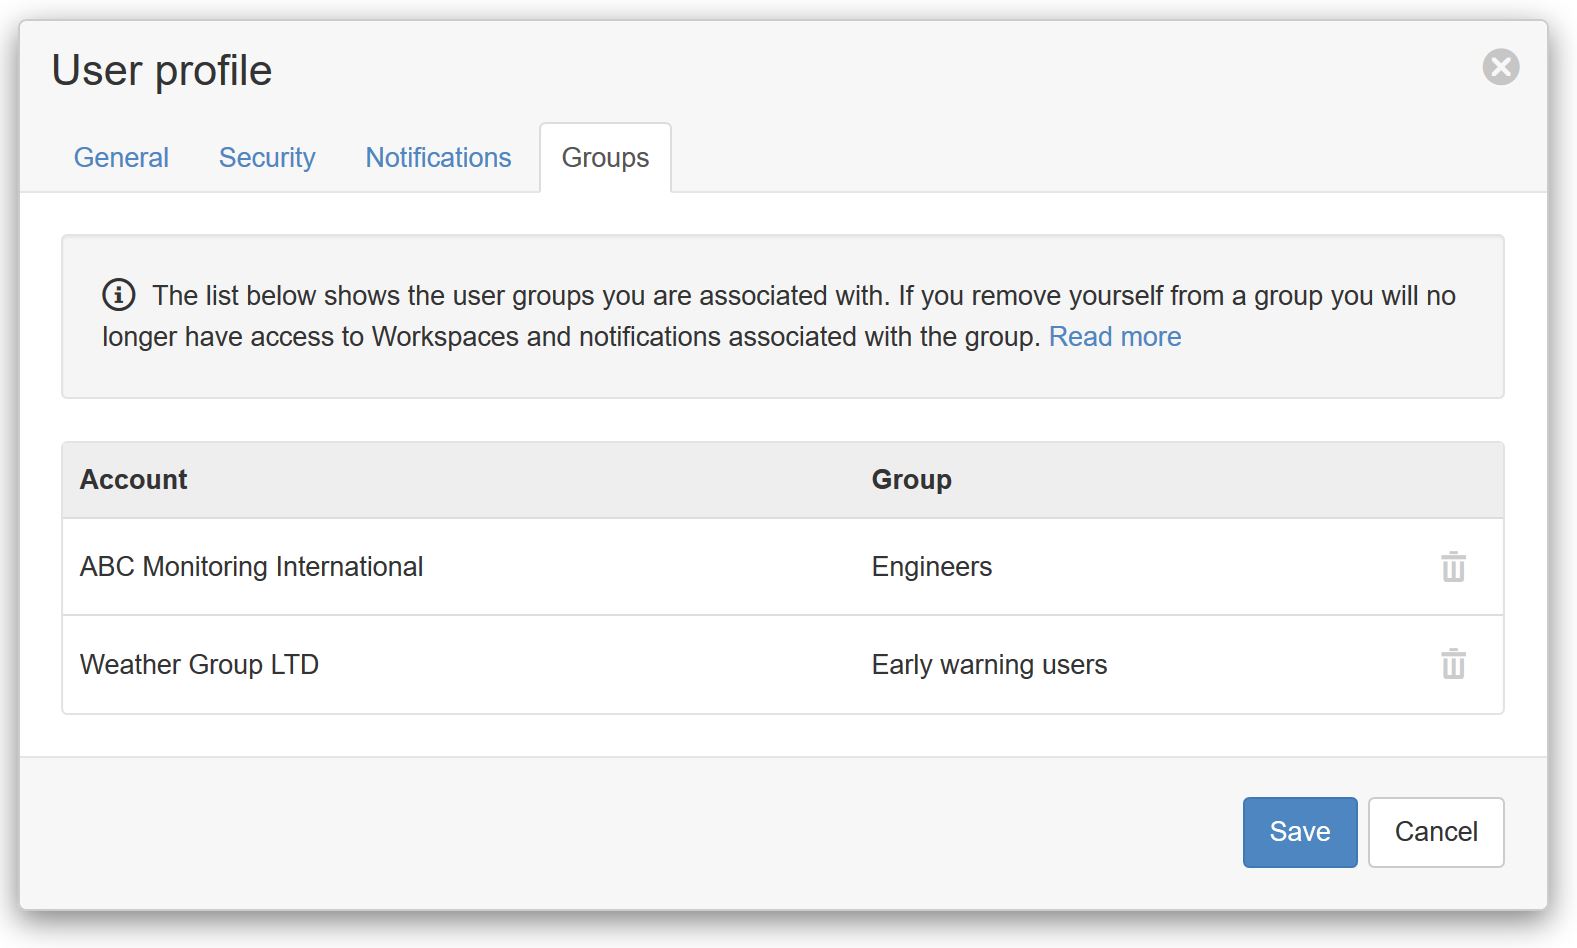 User profile
General Security Notifications Groups
The list below shows the user groups you are associated with. If you remove yourself from a group you will no
longer have access to Workspaces and notifications associated with the group. Read more
Account Group
ABC Monitoring International Engineers
Weather Group LTD Early warning users
Save Cancel